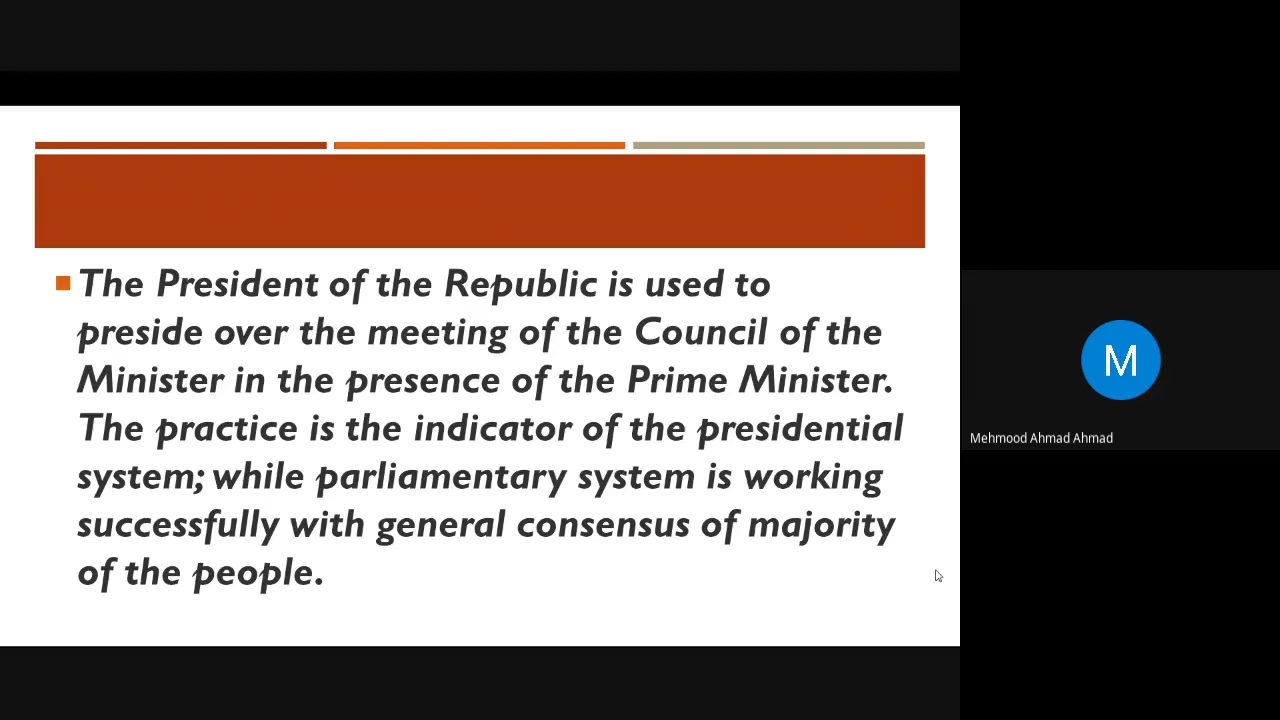 The President of the Republic is used to
preside over the meeting of the Council of the
Minister in the presence of the Prime Minister.
The practice is the indicator of the presidential
system; while parliamentary system is working
successfully with general consensus of majority
of the people.
M
Mehmood Ahmad Ahmad